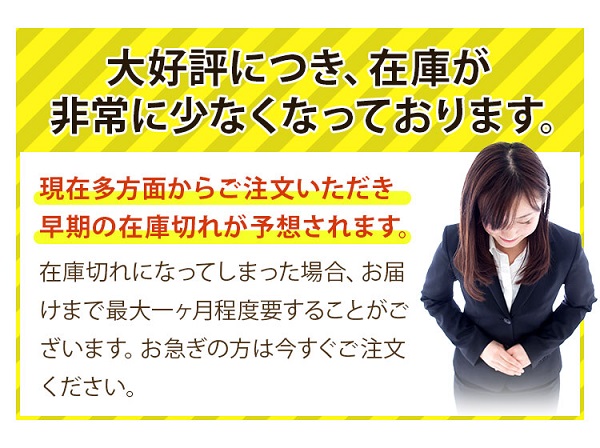 大好評につき、在庫が
非常に少なくなっております。
現在多方面からご注文いただき
早期の在庫切れが予想されます。
在庫切れになってしまった場合、お届
けまで最大一ヶ月程度要することがご
ざいます。お急ぎの方は今すぐご注文
ください。